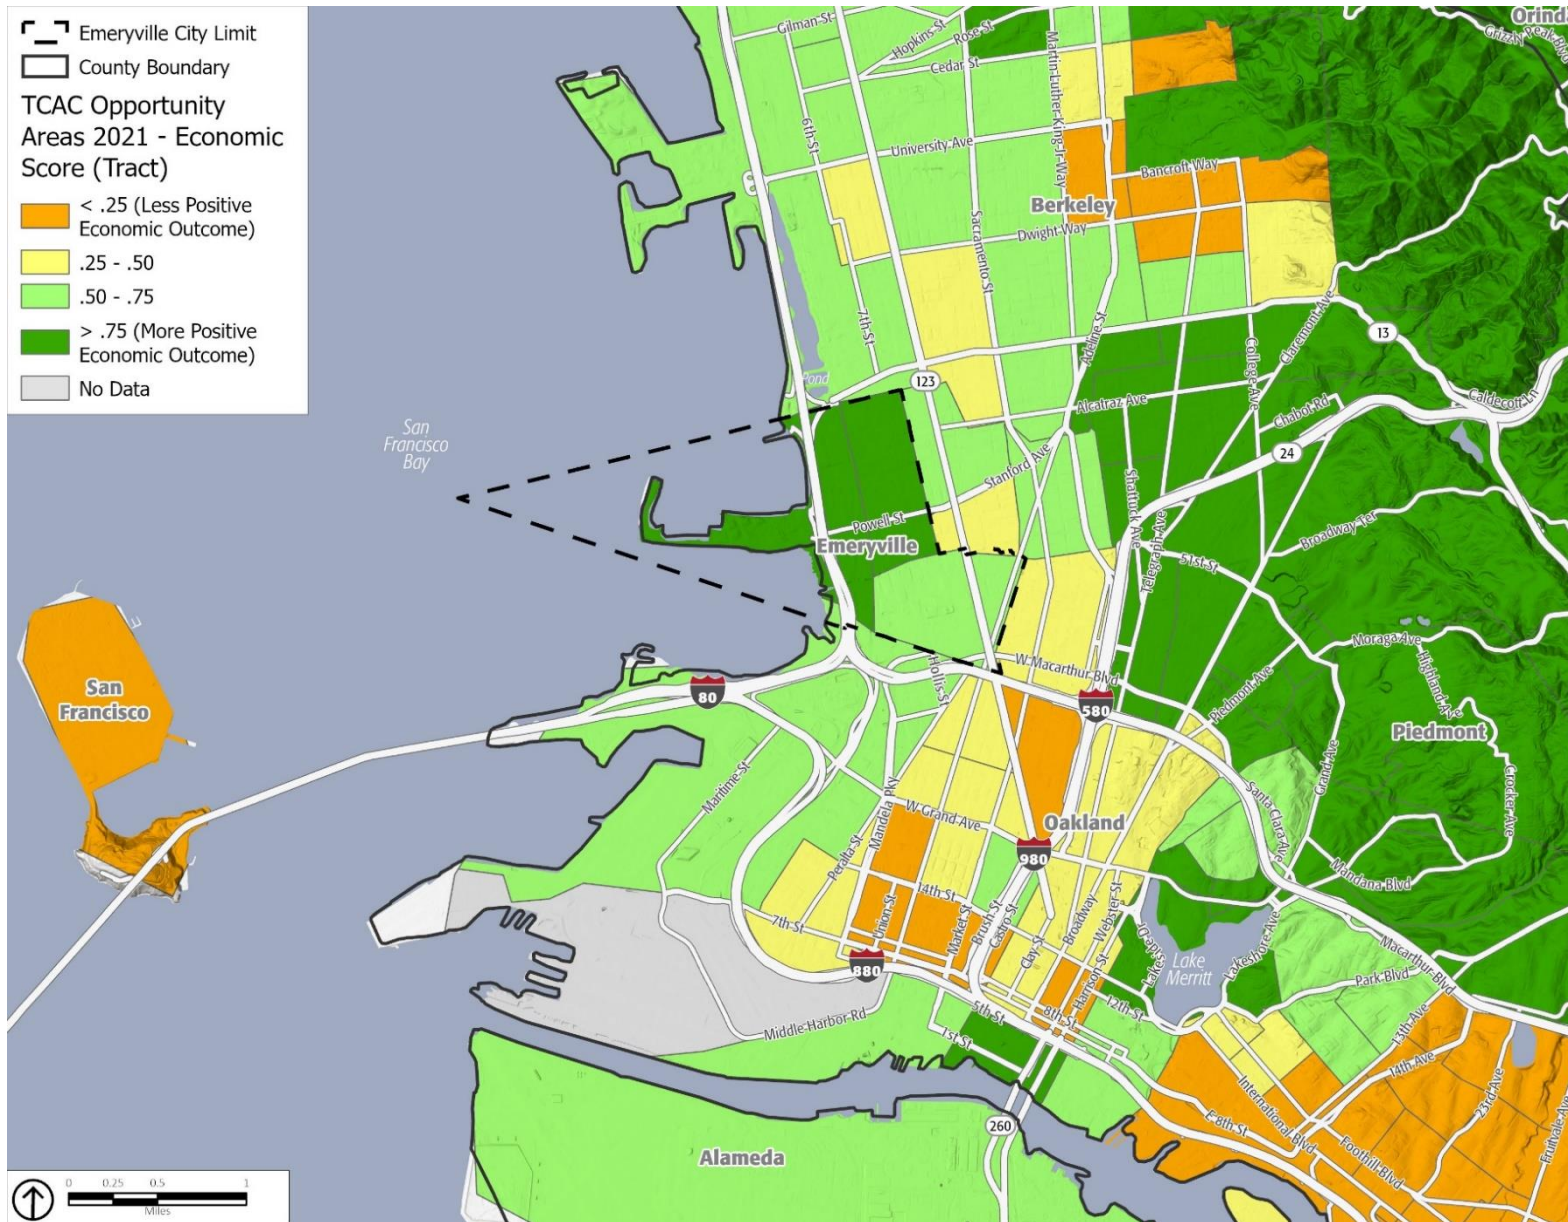 Emeryville City Limit
County Boundary
TCAC Opportunity
Areas 2021 - Economic
Score (Tract)
< .25 (Less Positive
Economic Outcome)
.25 - .50
.50 - .75
> .75 (More Positive
Economic Outcome)
No Data
Gilman St
Hopkins St
Rose St
Cedar St
Martin Luther King Jr Way
Grizzly Peak Blvd
6th St
University Ave
Bancroft Way
Berkeley
Dwight Way
Sacramento St
7th St
Adeline St
College Ave
Claremont Ave
13
123
Alcatraz Ave
Chabot Rd
Caldecott Ln
24
San
Francisco
Bay
Stanford Ave
Shattuck Ave
Telegraph Ave
Broadway Ter
Powell St
Emeryville
51st St
Moraga Ave
Highland Ave
Piedmont Ave
Piedmont
San
Francisco
80
Hollis St
W Macarthur Blvd
580
Grand Ave
Crocker Ave
Santa Clara Ave
Maritime St
Mandela Pky
W Grand Ave
Oakland
980
Peralta St
Mandana Blvd
14th St
Union St
Market St
Brush St
Castro St
Clay St
Broadway
Webster St
Harrison St
7th St
880
Lake
Merritt
Lakeshore Ave
Macarthur Blvd
Park Blvd
12th St
8th St
5th St
1st St
Middle Harbor Rd
13th Ave
14th Ave
23rd Ave
Fruitvale Ave
International Blvd
E 8th St
Foothill Blvd
260
Alameda
0 0.25 0.5 1
Miles